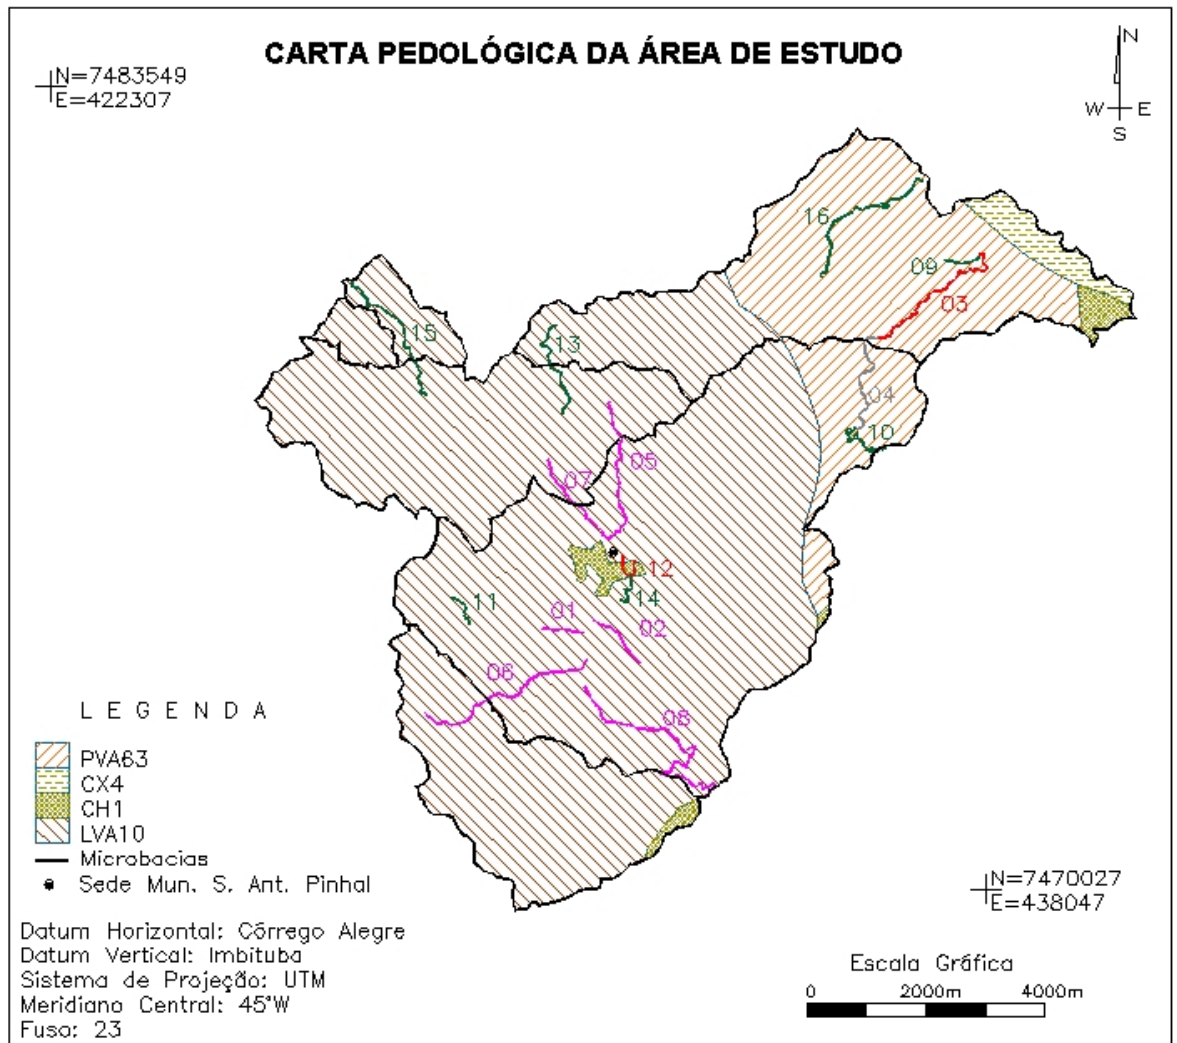 CARTA PEDOLÓGICA DA ÁREA DE ESTUDO
N=7483549
E=422307
N
W E
S
16
09
03
15
13
04
10
05
07
12
14
11
01
02
06
08
LEGENDA
PVA63
CX4
CH1
LVA10
Microbacias
Sede Mun. S. Ant. Pinhal
N=7470027
E=438047
Datum Horizontal: Córrego Alegre
Datum Vertical: Imbituba
Sistema de Projeção: UTM
Meridiano Central: 45°W
Fuso: 23
Escala Gráfica
0 2000m 4000m